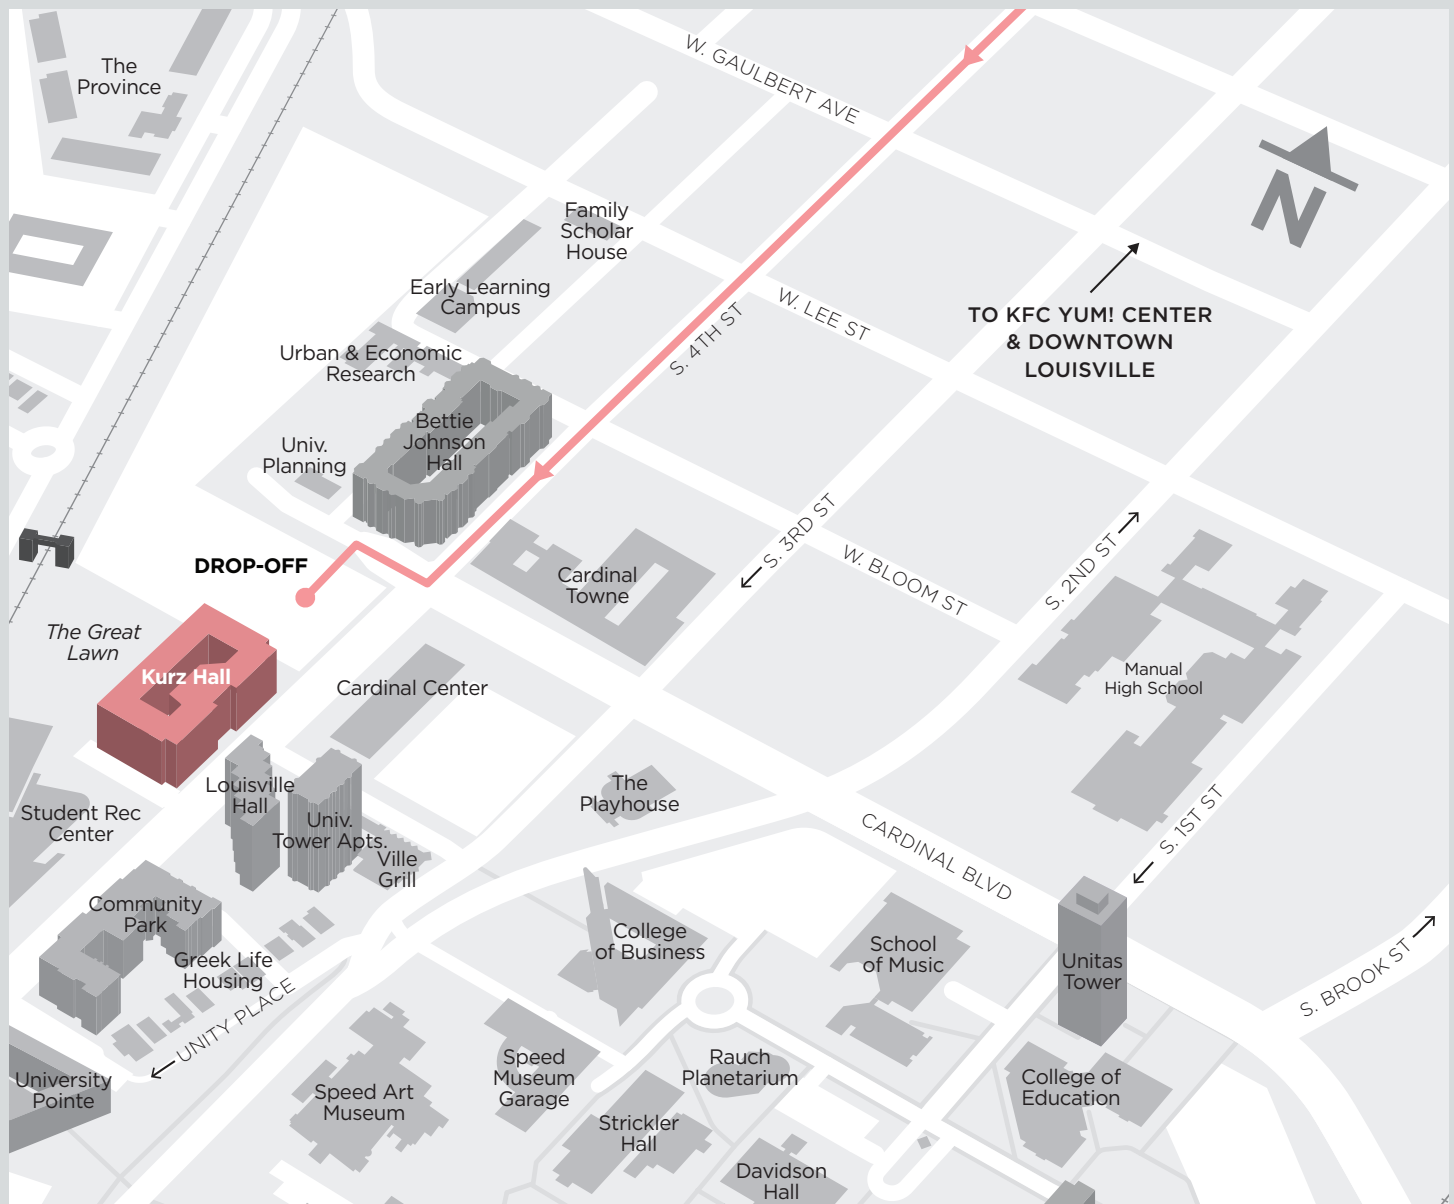 The
Province
W. GAULBERT AVE
N
Family
Scholar
House
Early Learning
Campus
TO KFC YUM! CENTER
& DOWNTOWN
LOUISVILLE
W. LEE ST
S. 4TH ST
Urban & Economic
Research
Bettie
Johnson
Hall
Univ.
Planning
S. 3RD ST
S. 2ND ST
W. BLOOM ST
DROP-OFF
Cardinal
Towne
The Great
Lawn
Kurz Hall
Cardinal Center
Manual
High School
Louisville
Hall
The
Playhouse
Student Rec
Center
Univ.
Tower Apts.
Ville
Grill
S. 1ST ST
CARDINAL BLVD
Community
Park
College
of Business
School
of Music
Unitas
Tower
Greek Life
Housing
S. BROOK ST
UNITY PLACE
University
Pointe
Speed Art
Museum
Speed
Museum
Garage
Rauch
Planetarium
College of
Education
Strickler
Hall
Davidson
Hall